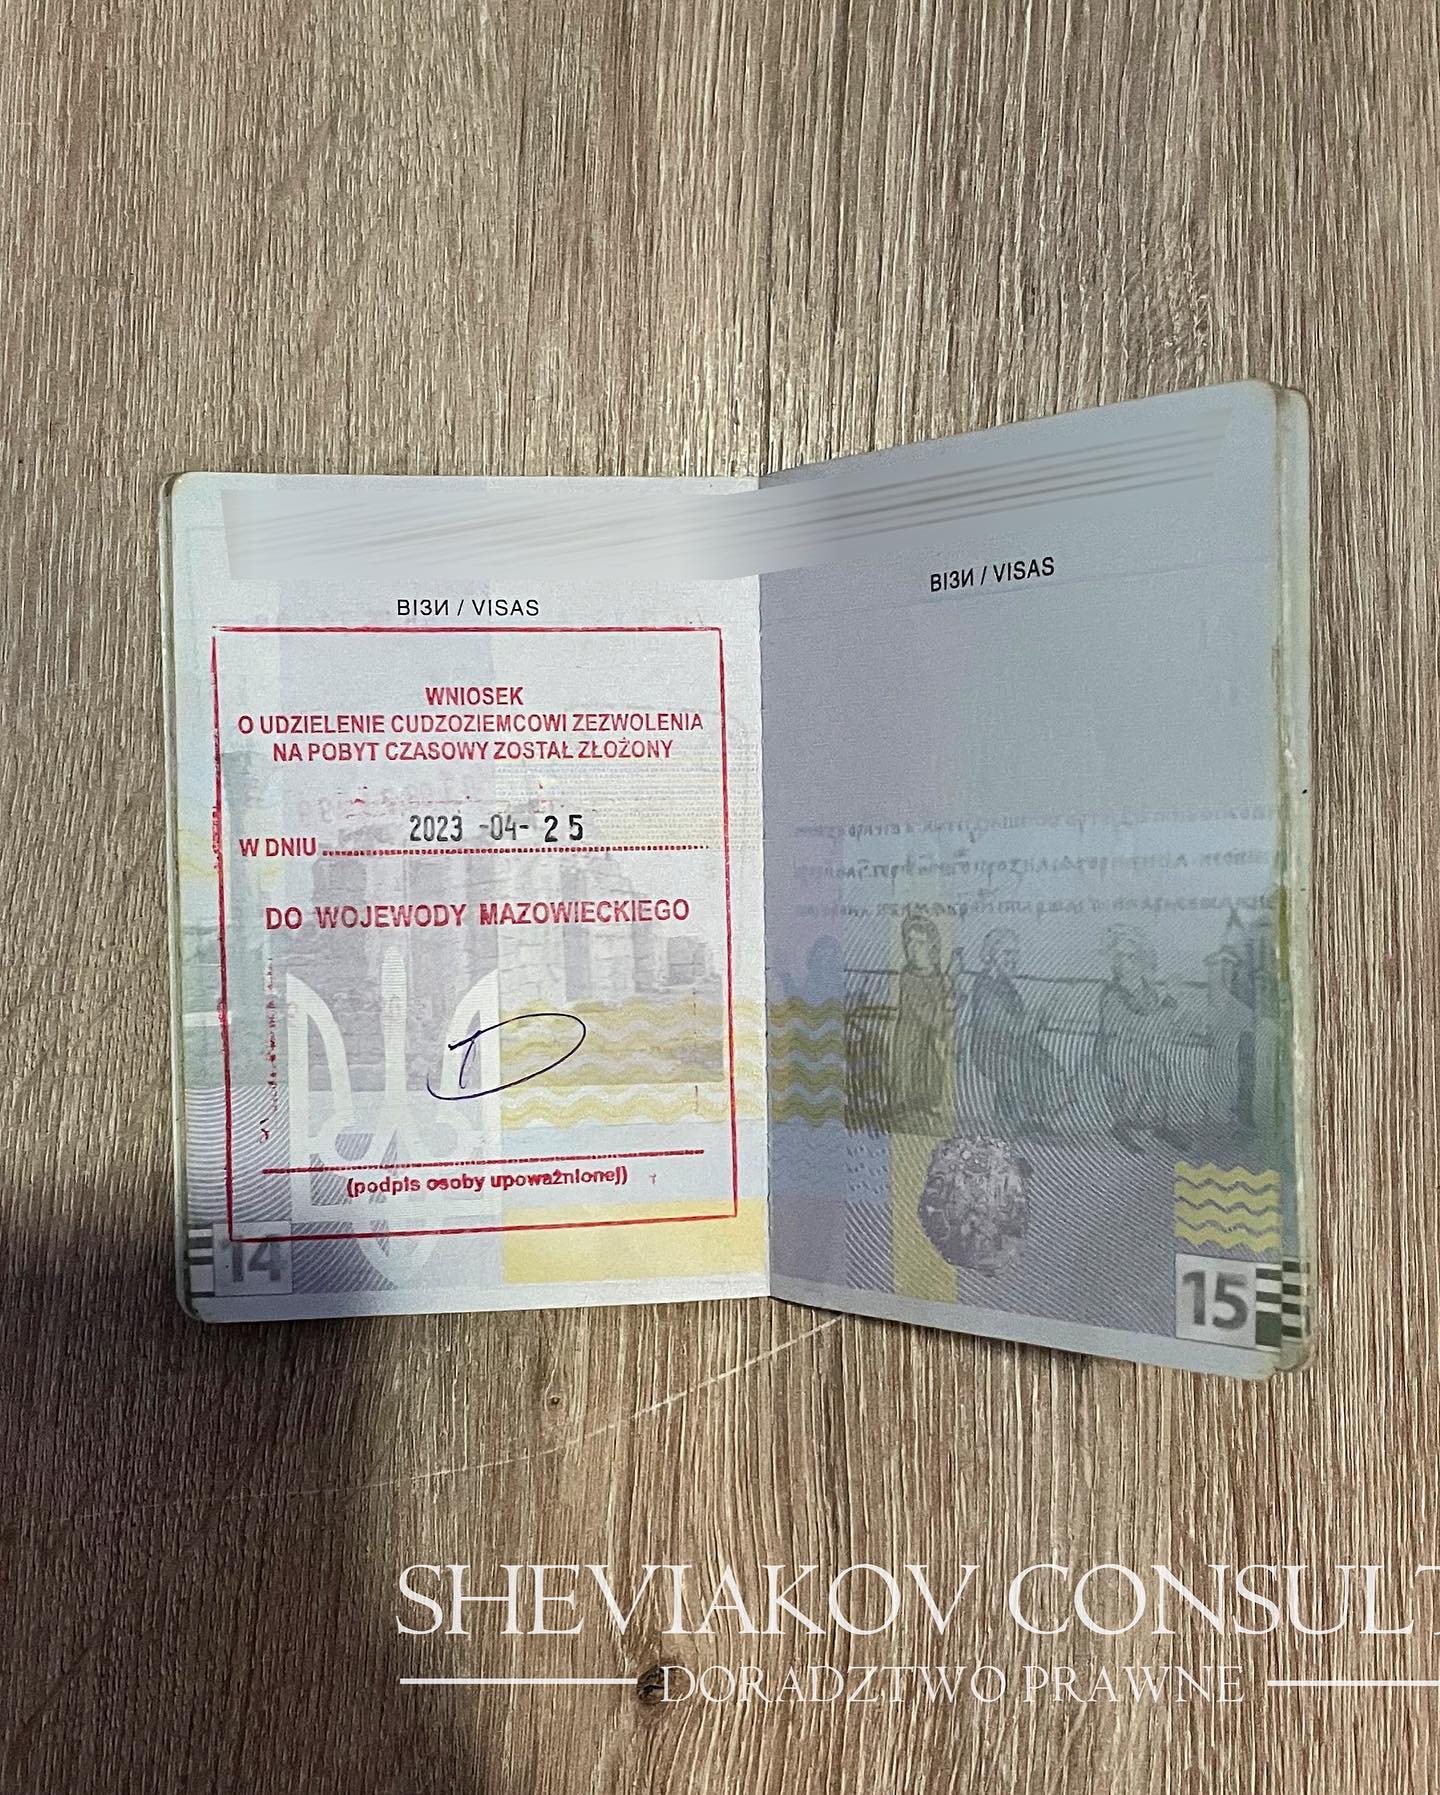 ВІЗИ / VISAS
WNIOSEK
O UDZIELENIE CUDZOZIEMCOWI ZEZWOLENIA
NA POBYT CZASOWY ZOSTAŁ ZŁOŻONY
W DNIU 2023 -04- 25
DO WOJEWODY MAZOWIECKIEGO
(podpis osoby upoważnionej)
14
ВІЗИ / VISAS
15
SHEVIAKOV CONSULT
DORADZTWO PRAWNE